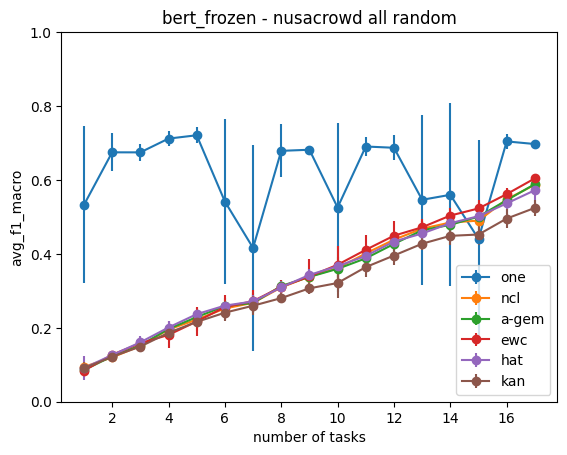 bert_frozen - nusacrowd all random
1.0
0.8
0.6
0.4
0.2
0.0
avg_f1_macro
2 4 6 8 10 12 14 16
number of tasks
one
ncl
a-gem
ewc
hat
kan